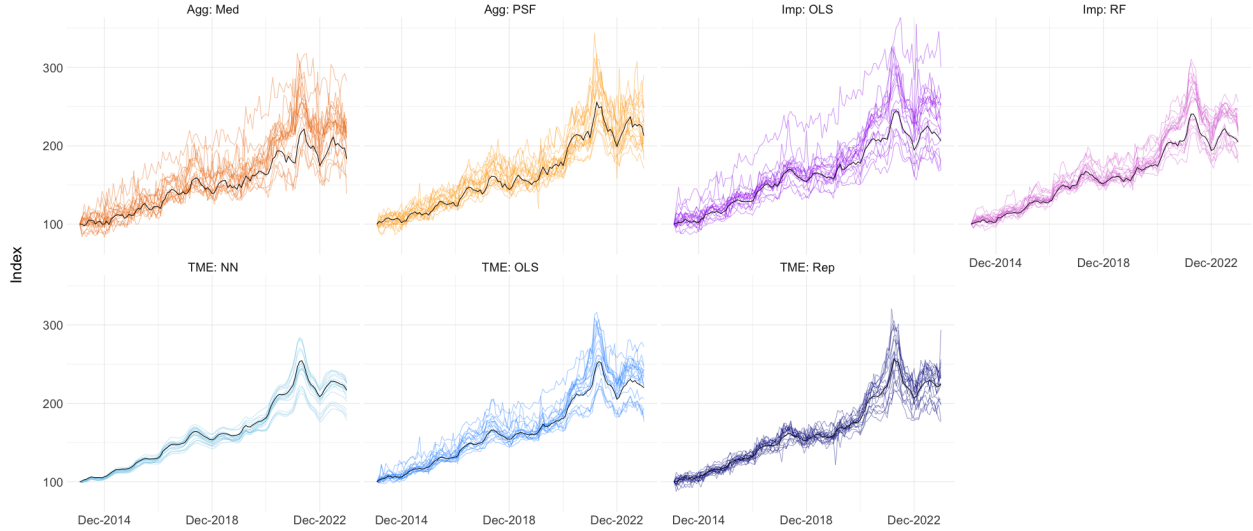 Agg: Med
Agg: PSF
Imp: OLS
Imp: RF
300
200
100
Dec-2014
Dec-2018
Dec-2022
Index
TME: NN
TME: OLS
TME: Rep
300
200
100
Dec-2014
Dec-2018
Dec-2022
Dec-2014
Dec-2018
Dec-2022
Dec-2014
Dec-2018
Dec-2022